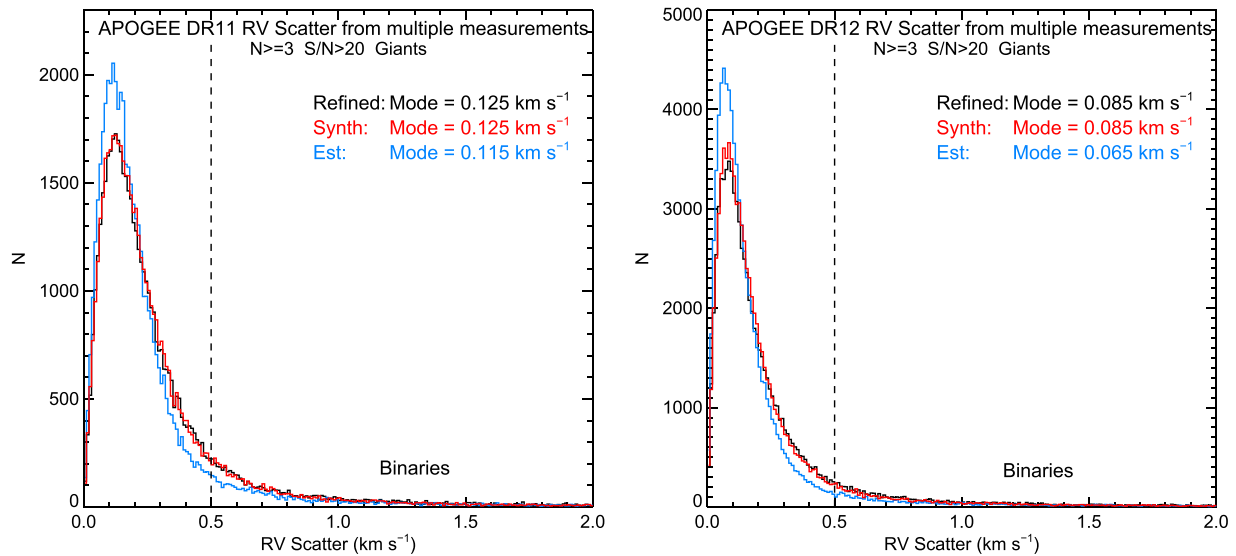 APOGEE DR11 RV Scatter from multiple measurements
N>=3 S/N>20 Giants
Refined: Mode = 0.125 km s⁻¹
Synth: Mode = 0.125 km s⁻¹
Est: Mode = 0.115 km s⁻¹
2000
1500
1000
500
0
N
Binaries
0.0 0.5 1.0 1.5 2.0
RV Scatter (km s⁻¹)
APOGEE DR12 RV Scatter from multiple measurements
N>=3 S/N>20 Giants
Refined: Mode = 0.085 km s⁻¹
Synth: Mode = 0.085 km s⁻¹
Est: Mode = 0.065 km s⁻¹
5000
4000
3000
2000
1000
0
N
Binaries
0.0 0.5 1.0 1.5 2.0
RV Scatter (km s⁻¹)